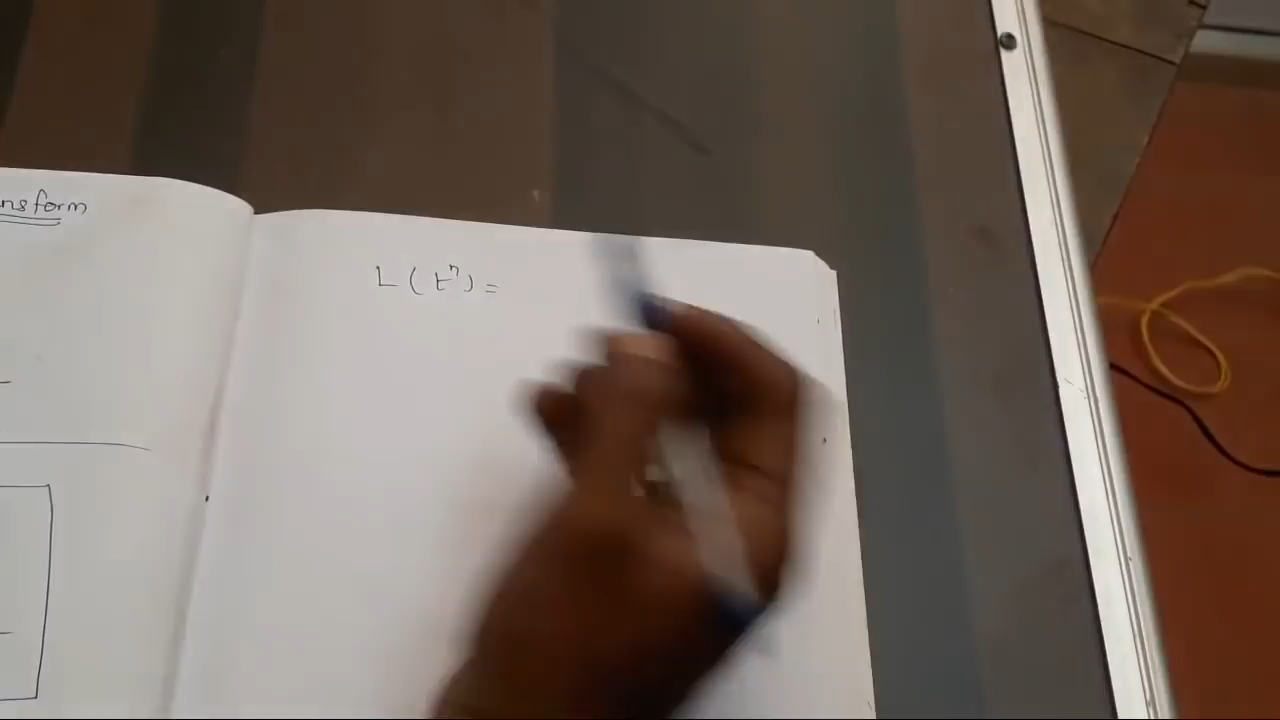 nsform
L(tⁿ) =